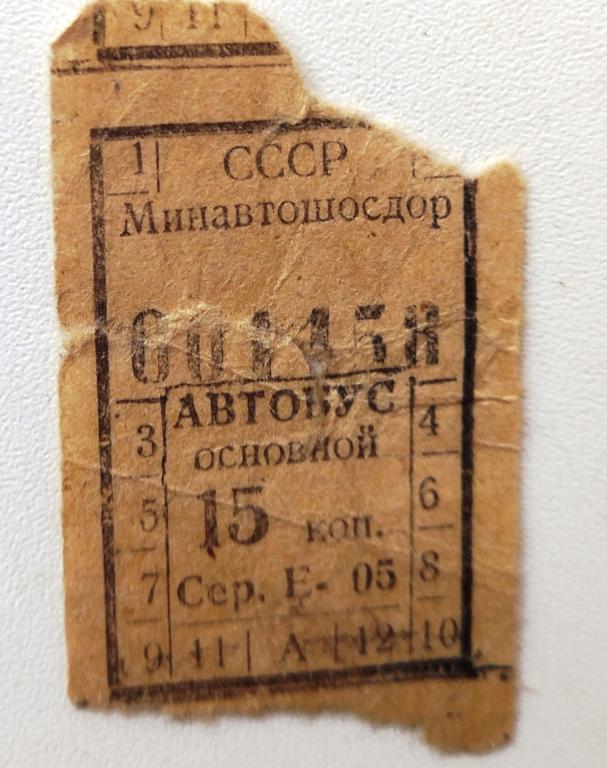 9 11
1 СССР
Минавтошосдор
АВТОБУС
3 основной 4
5 15 коп. 6
7 Сер. Е- 05 8
9 11 А 12 10